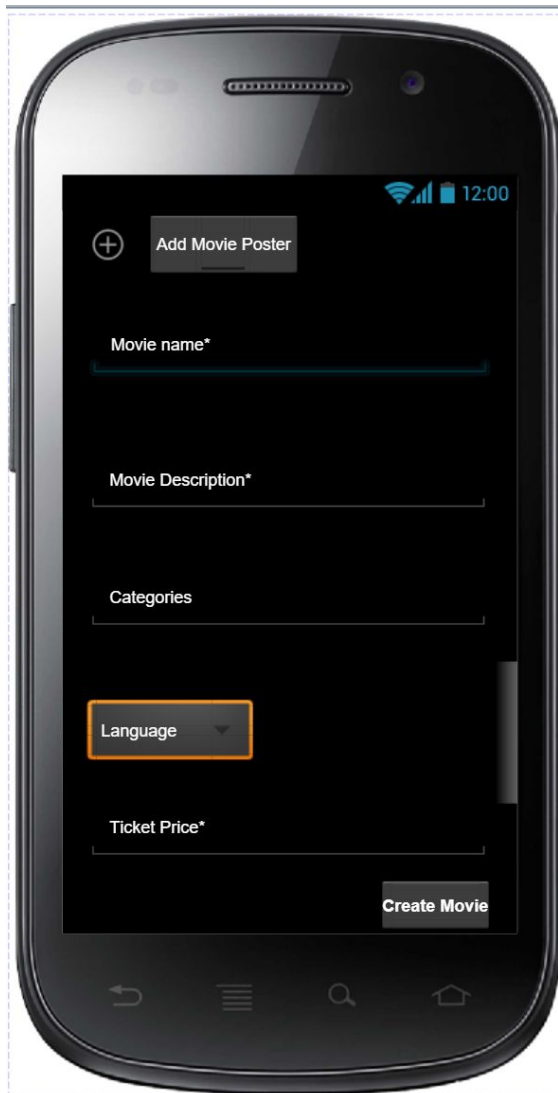 12:00
Add Movie Poster
Movie name*
Movie Description*
Categories
Language
Ticket Price*
Create Movie